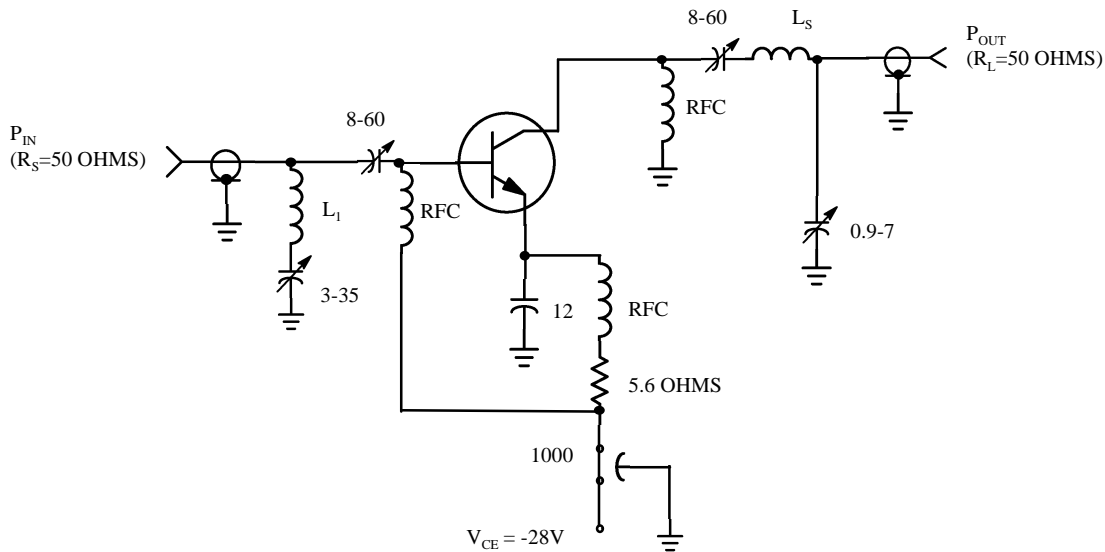 8-60
L_S
P_OUT
(R_L=50 OHMS)
RFC
8-60
P_IN
(R_S=50 OHMS)
L_1
RFC
0.9-7
3-35
12
RFC
5.6 OHMS
1000
V_CE = -28V